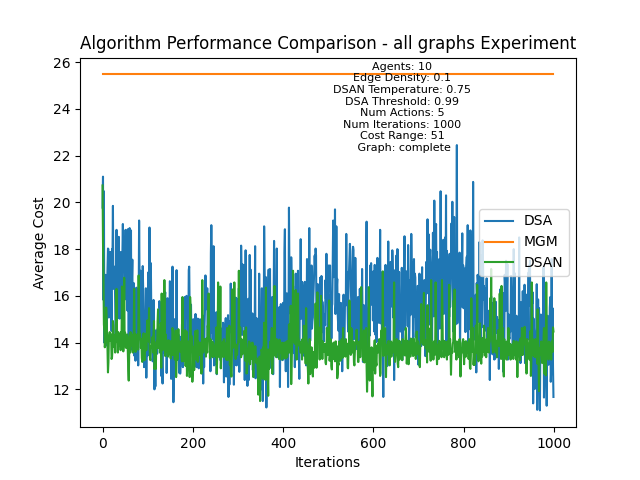 Algorithm Performance Comparison - all graphs Experiment
26
24
22
20
18
16
14
12
Average Cost
Agents: 10
Edge Density: 0.1
DSAN Temperature: 0.75
DSA Threshold: 0.99
Num Actions: 5
Num Iterations: 1000
Cost Range: 51
Graph: complete
DSA
MGM
DSAN
0
200
400
600
800
1000
Iterations